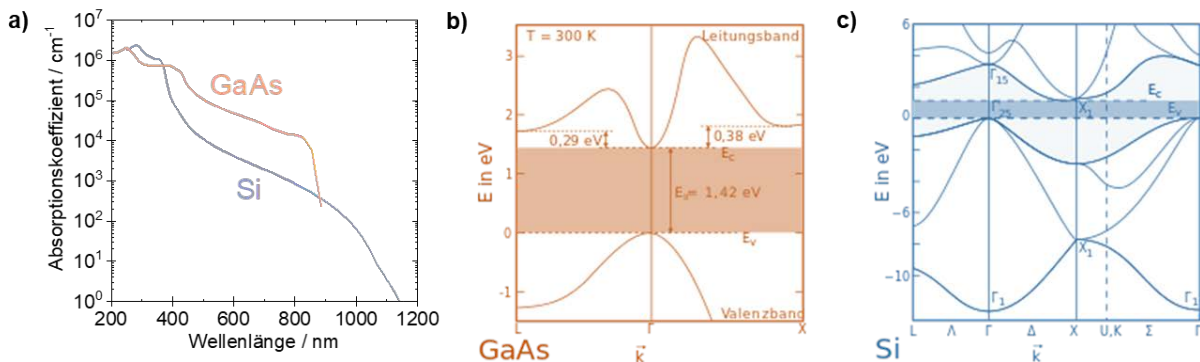 a)
Absorptionskoeffizient / cm⁻¹
10⁷
10⁶
10⁵
10⁴
10³
10²
10¹
10⁰
GaAs
Si
200 400 600 800 1000 1200
Wellenlänge / nm
b)
E in eV
3
2
1
0
-1
T = 300 K
Leitungsband
0,29 eV
0,38 eV
E_c
E_g = 1,42 eV
E_v
Valenzband
L Γ X
k⃗
GaAs
c)
E in eV
6
0
-6
-10
Γ₁₅
E_c
Γ₂₅
X₁
E_v
X₁
Γ₁
Γ₁
L Λ Γ Δ X U,K Σ Γ
k⃗
Si